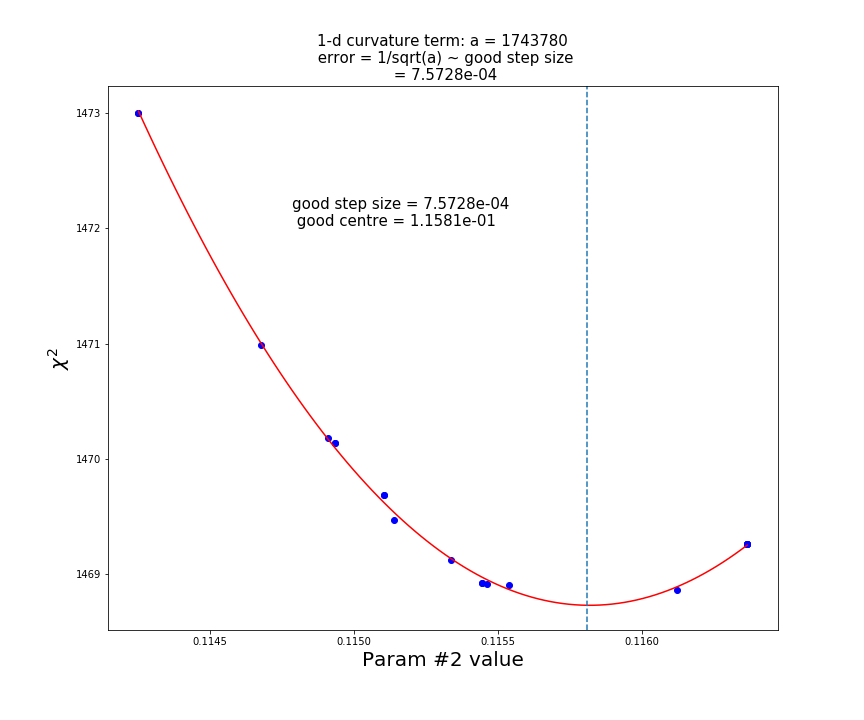 1-d curvature term: a = 1743780
error = 1/sqrt(a) ~ good step size
= 7.5728e-04
1473
good step size = 7.5728e-04
good centre = 1.1581e-01
1472
1471
χ²
1470
1469
0.1145 0.1150 0.1155 0.1160
Param #2 value